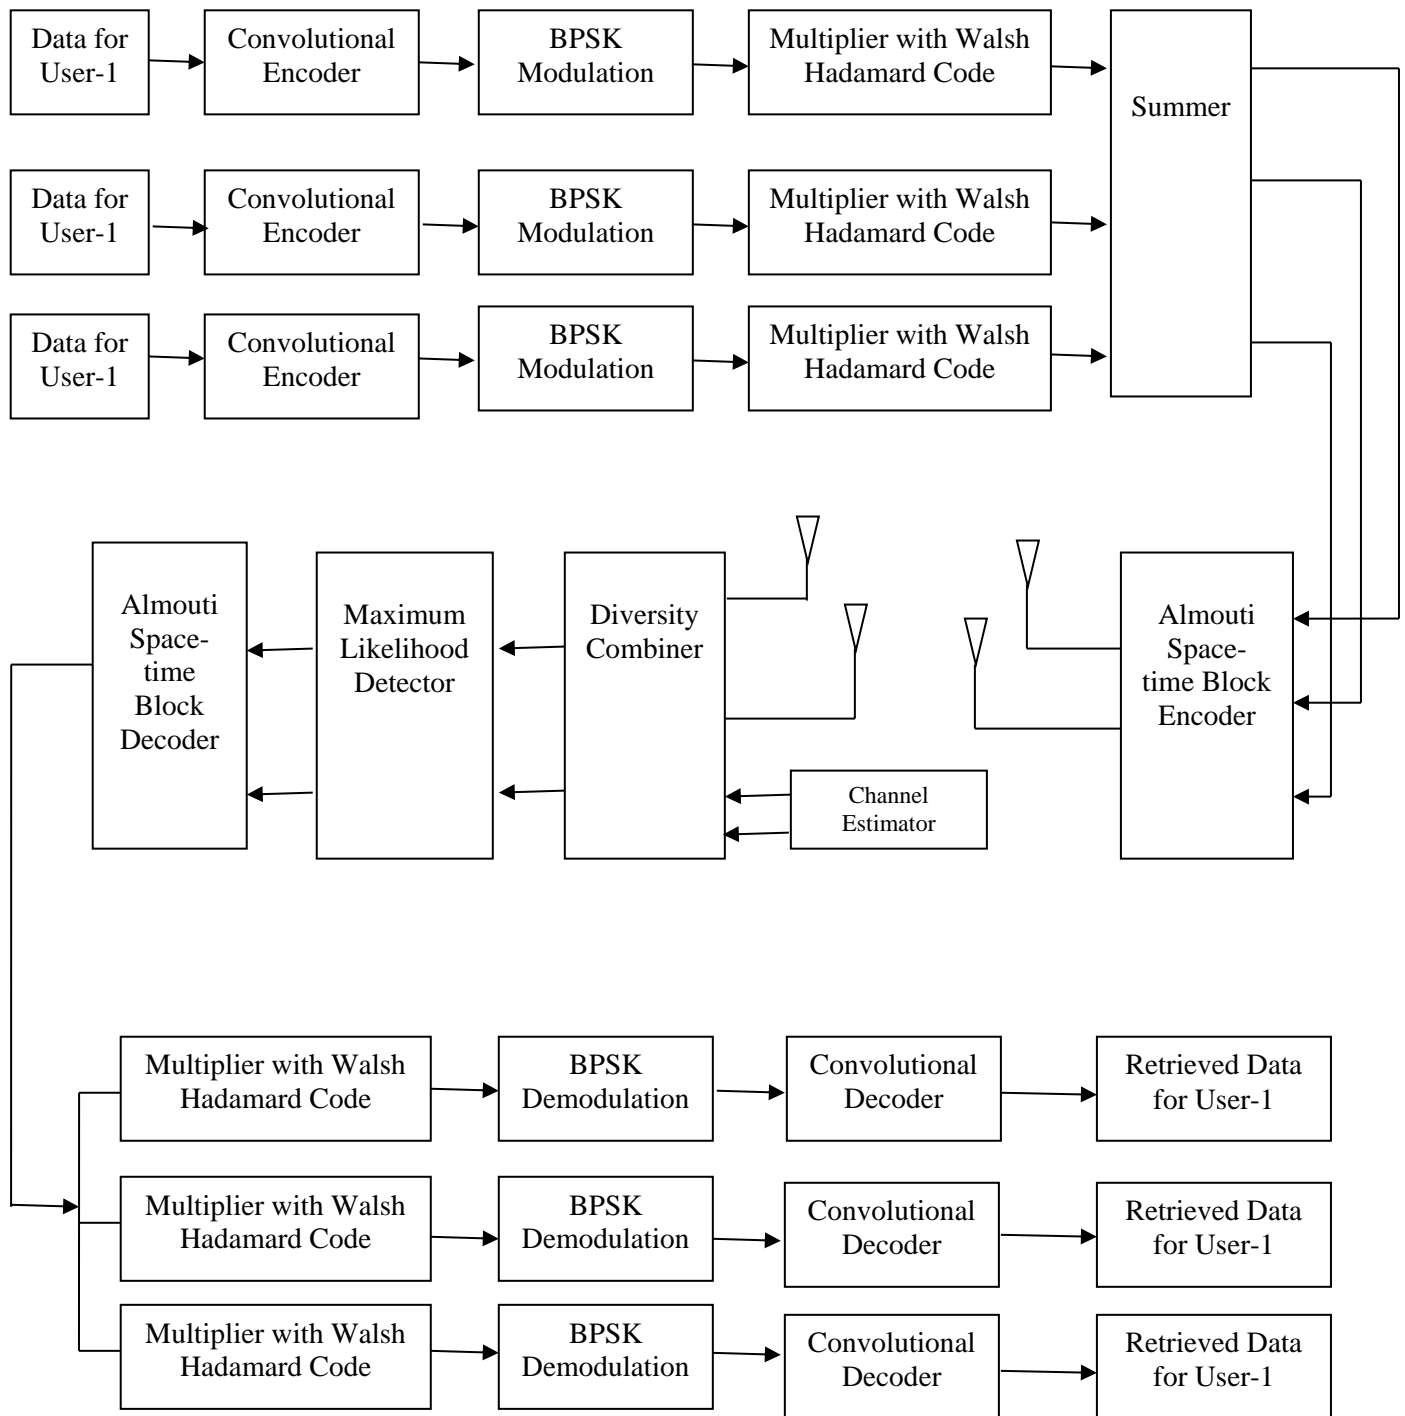 Data for
User-1
Convolutional
Encoder
BPSK
Modulation
Multiplier with Walsh
Hadamard Code
Summer
Data for
User-1
Convolutional
Encoder
BPSK
Modulation
Multiplier with Walsh
Hadamard Code
Data for
User-1
Convolutional
Encoder
BPSK
Modulation
Multiplier with Walsh
Hadamard Code
Almouti
Space-
time
Block
Decoder
Maximum
Likelihood
Detector
Diversity
Combiner
Channel
Estimator
Almouti
Space-
time Block
Encoder
Multiplier with Walsh
Hadamard Code
BPSK
Demodulation
Convolutional
Decoder
Retrieved Data
for User-1
Multiplier with Walsh
Hadamard Code
BPSK
Demodulation
Convolutional
Decoder
Retrieved Data
for User-1
Multiplier with Walsh
Hadamard Code
BPSK
Demodulation
Convolutional
Decoder
Retrieved Data
for User-1